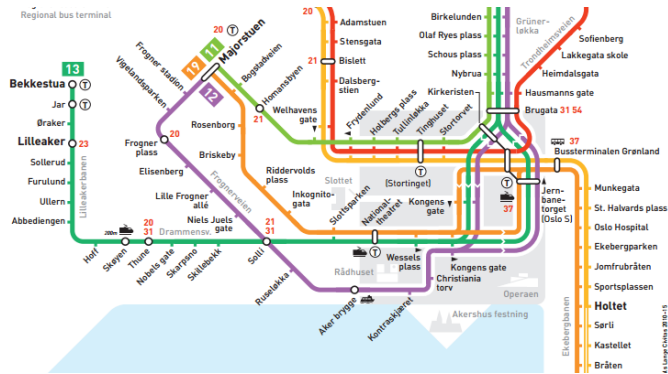 Regional bus terminal
20 T
Majorstuen
19 11
12
13
Bekkestua T
Jar T
Øraker
Lilleaker 23
Sollerud
Furulund
Ullern
Abbediengen
Lilleakerbanen
Hoff
200m
Skøyen
20
31
Thune
Drammensv.
Nobels gate
Skarpsno
Skillebekk
Frogner stadion
Vigelandsparken
20
Frogner
plass
Elisenberg
Lille Frogner
allé
Niels Juels
gate
Frognerveien
21
31
Solli
Ruseløkka
Aker brygge
Kontraskjæret
Bogstadveien
Homansbyen
21
Rosenborg
Briskeby
Riddervolds
plass
Inkognito-
gata
Welhavens
gate
20
Adamstuen
Stensgata
21
Bislett
Dalsberg-
stien
Frydenlund
Holbergs plass
Tullinløkka
Tinghuset
Stortorvet
T
(Stortinget)
Slottet
Slottsparken
National-
theatret
T
Rådhuset
Wessels
plass
Kongens
gate
Kongens gate
Christiania
torv
Operaen
Akershus festning
Birkelunden
Olaf Ryes plass
Schous plass
Nybrua
Kirkeristen
Grüner-
løkka
Trondheimsveien
Sofienberg
Lakkegata skole
Heimdalsgata
Hausmanns gate
Brugata 31 54
37
Bussterminalen Grønland
T
37
Jern-
bane-
torget
(Oslo S)
Munkegata
St. Halvards plass
Oslo Hospital
Ekebergparken
Jomfrubråten
Sportsplassen
Holtet
Sørli
Kastellet
Bråten
Ekebergbanen